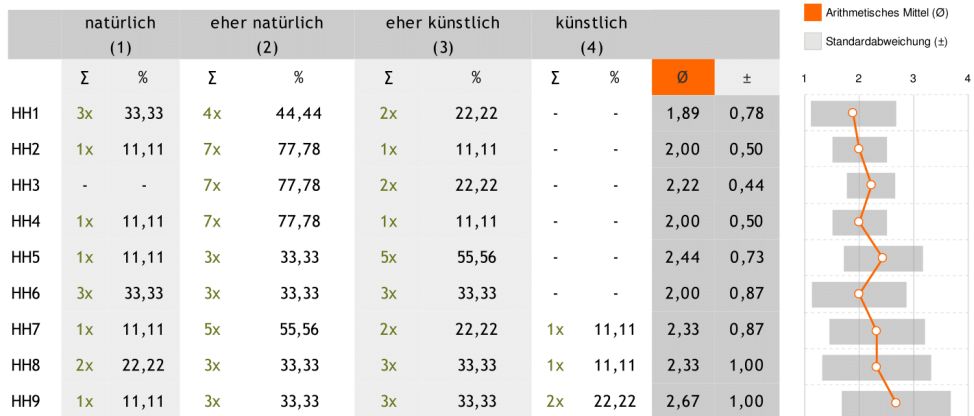 natürlich eher natürlich eher künstlich künstlich
(1) (2) (3) (4)
Σ % Σ % Σ % Σ % Ø ±
HH1 3x 33,33 4x 44,44 2x 22,22 - - 1,89 0,78
HH2 1x 11,11 7x 77,78 1x 11,11 - - 2,00 0,50
HH3 - - 7x 77,78 2x 22,22 - - 2,22 0,44
HH4 1x 11,11 7x 77,78 1x 11,11 - - 2,00 0,50
HH5 1x 11,11 3x 33,33 5x 55,56 - - 2,44 0,73
HH6 3x 33,33 3x 33,33 3x 33,33 - - 2,00 0,87
HH7 1x 11,11 5x 55,56 2x 22,22 1x 11,11 2,33 0,87
HH8 2x 22,22 3x 33,33 3x 33,33 1x 11,11 2,33 1,00
HH9 1x 11,11 3x 33,33 3x 33,33 2x 22,22 2,67 1,00
Arithmetisches Mittel (Ø)
Standardabweichung (±)
1 2 3 4